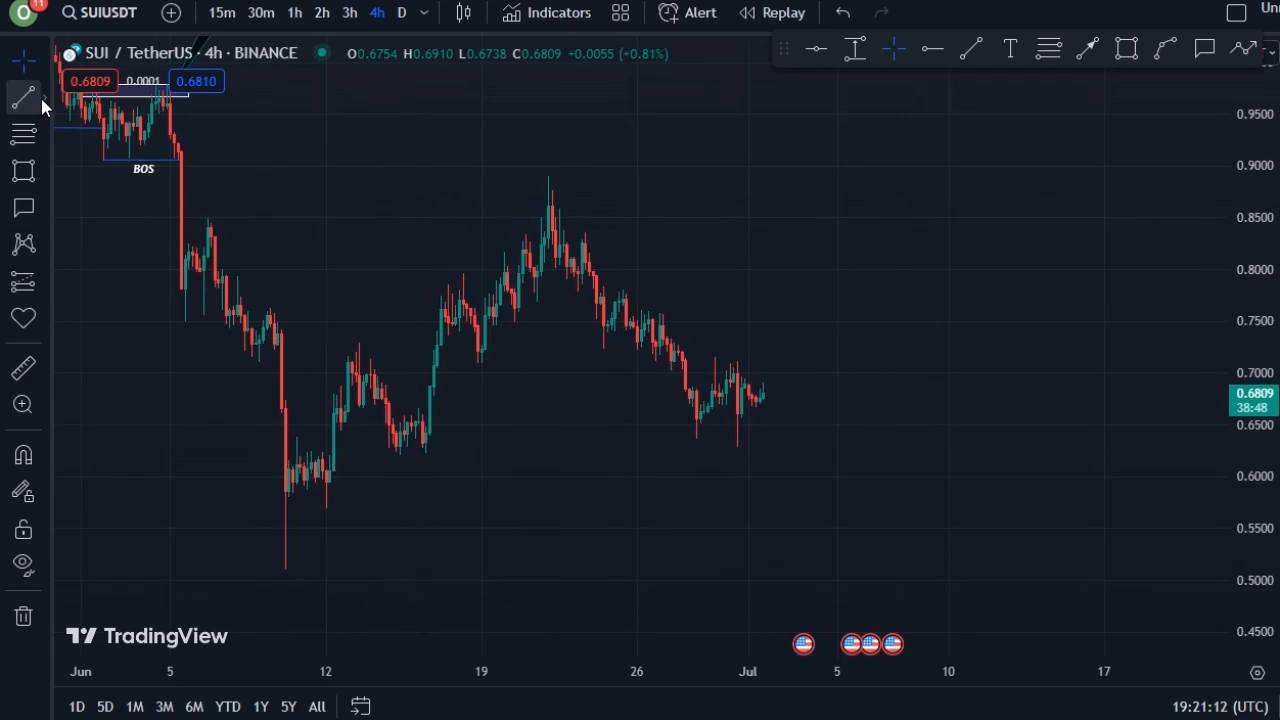 O 11 SUIUSDT 15m 30m 1h 2h 3h 4h D Indicators Alert Replay Un
SUI / TetherUS · 4h · BINANCE O0.6754 H0.6910 L0.6738 C0.6809 +0.0055 (+0.81%)
0.6809 0.0001 0.6810
0.9500
BOS
0.9000
0.8500
0.8000
0.7500
0.7000
0.6809
38:48
0.6500
0.6000
0.5500
0.5000
TradingView
0.4500
Jun 5 12 19 26 Jul 5 10 17
1D 5D 1M 3M 6M YTD 1Y 5Y All 19:21:12 (UTC)